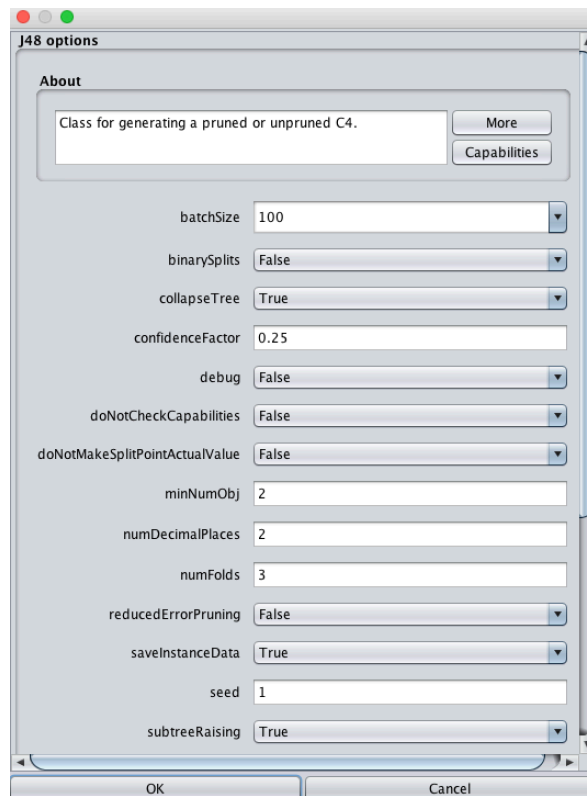 J48 options
About
Class for generating a pruned or unpruned C4.
More
Capabilities
batchSize 100
binarySplits False
collapseTree True
confidenceFactor 0.25
debug False
doNotCheckCapabilities False
doNotMakeSplitPointActualValue False
minNumObj 2
numDecimalPlaces 2
numFolds 3
reducedErrorPruning False
saveInstanceData True
seed 1
subtreeRaising True
OK Cancel